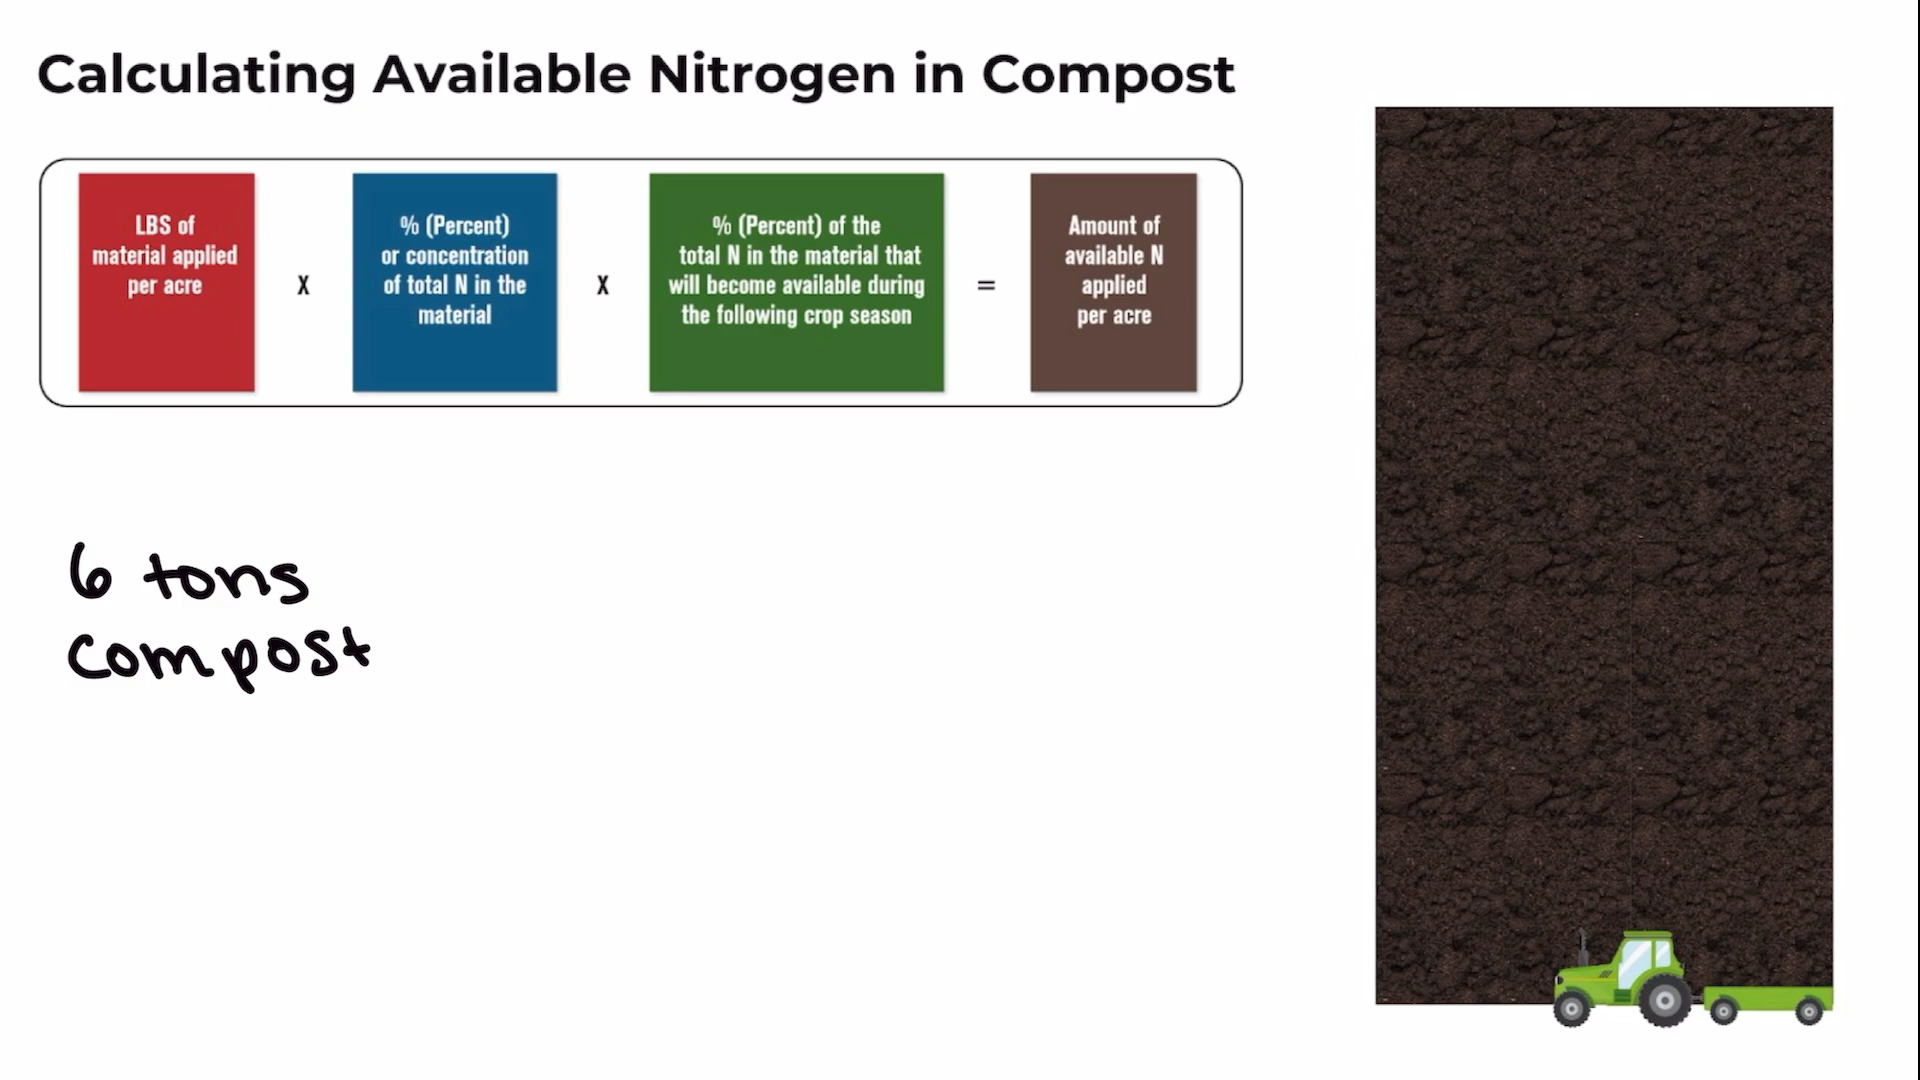 Calculating Available Nitrogen in Compost
LBS of
material applied
per acre
x
% (Percent)
or concentration
of total N in the
material
x
% (Percent) of the
total N in the material that
will become available during
the following crop season
=
Amount of
available N
applied
per acre
6 tons
compost